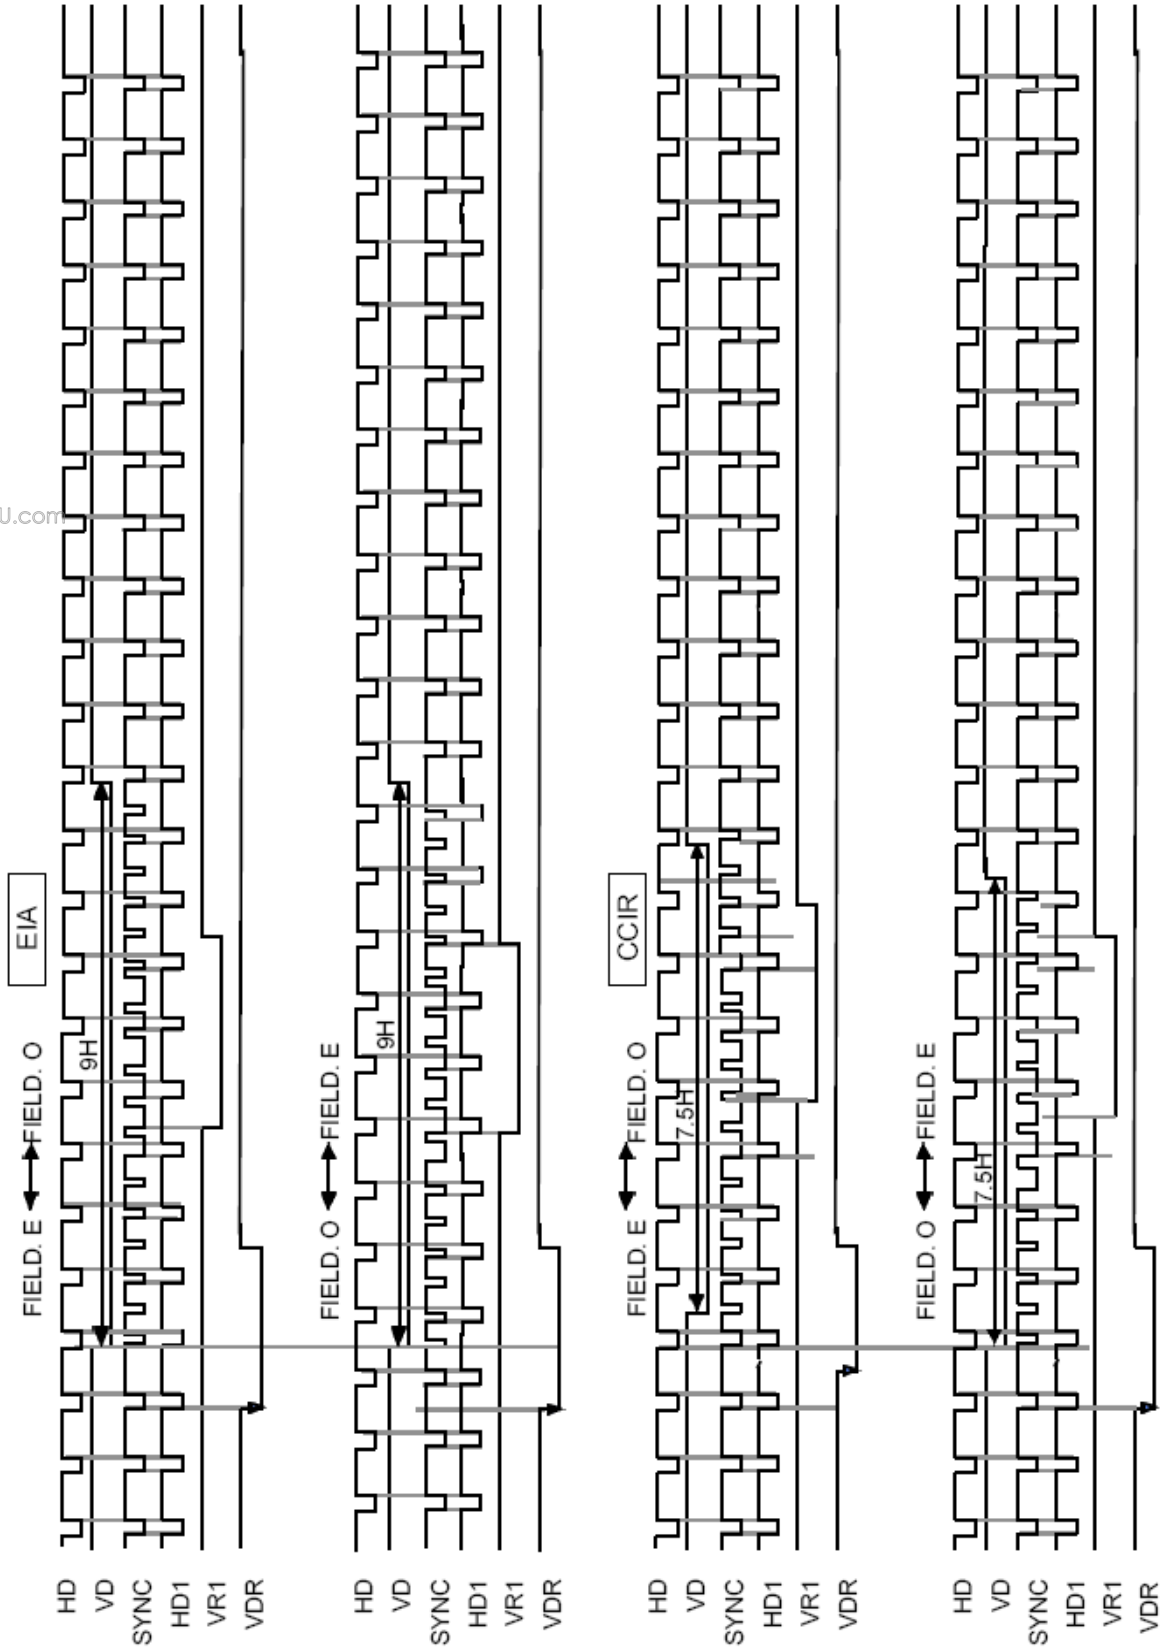 EIA
FIELD. E FIELD. O
HD
VD
9H
SYNC
HD1
VR1
VDR
FIELD. O FIELD. E
HD
VD
9H
SYNC
HD1
VR1
VDR
CCIR
FIELD. E FIELD. O
HD
VD
7.5H
SYNC
HD1
VR1
VDR
FIELD. O FIELD. E
HD
VD
7.5H
SYNC
HD1
VR1
VDR
U.com